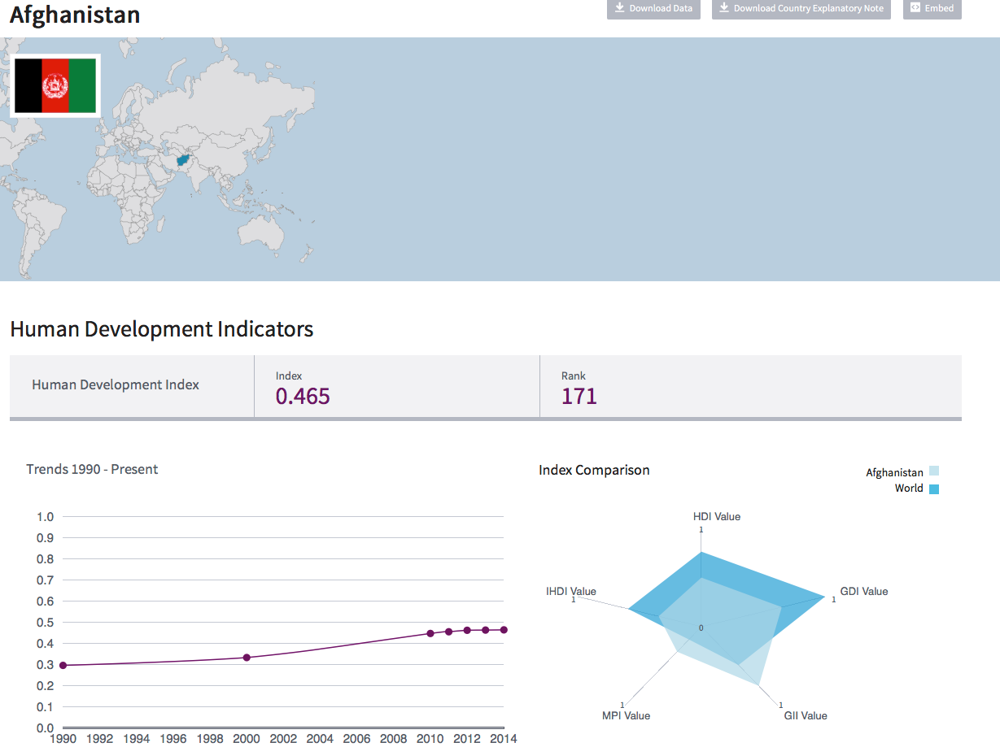 Afghanistan
Download Data
Download Country Explanatory Note
Embed
Human Development Indicators
Human Development Index
Index
0.465
Rank
171
Trends 1990 - Present
1.0
0.9
0.8
0.7
0.6
0.5
0.4
0.3
0.2
0.1
0.0
1990 1992 1994 1996 1998 2000 2002 2004 2006 2008 2010 2012 2014
Index Comparison
Afghanistan
World
HDI Value
1
IHDI Value
1
GDI Value
1
0
1
MPI Value
1
GII Value